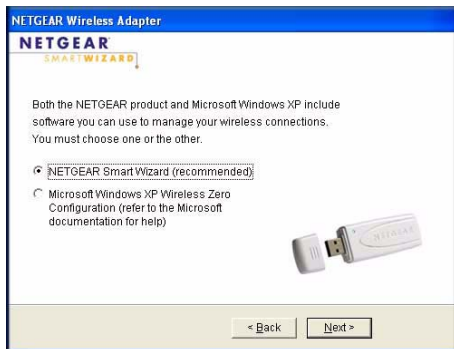 NETGEAR Wireless Adapter
NETGEAR
SMARTWIZARD
Both the NETGEAR product and Microsoft Windows XP include
software you can use to manage your wireless connections.
You must choose one or the other.
NETGEAR Smart Wizard (recommended)
Microsoft Windows XP Wireless Zero
Configuration (refer to the Microsoft
documentation for help)
NETGEAR
< Back Next >